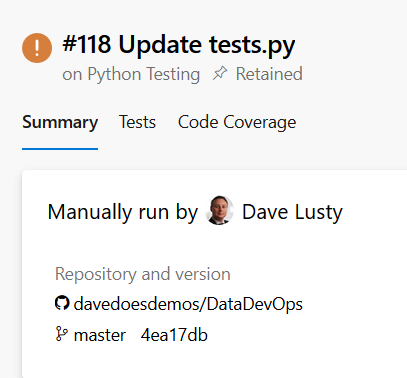 #118 Update tests.py
on Python Testing Retained
Summary Tests Code Coverage
Manually run by Dave Lusty
Repository and version
davedoesdemos/DataDevOps
master 4ea17db